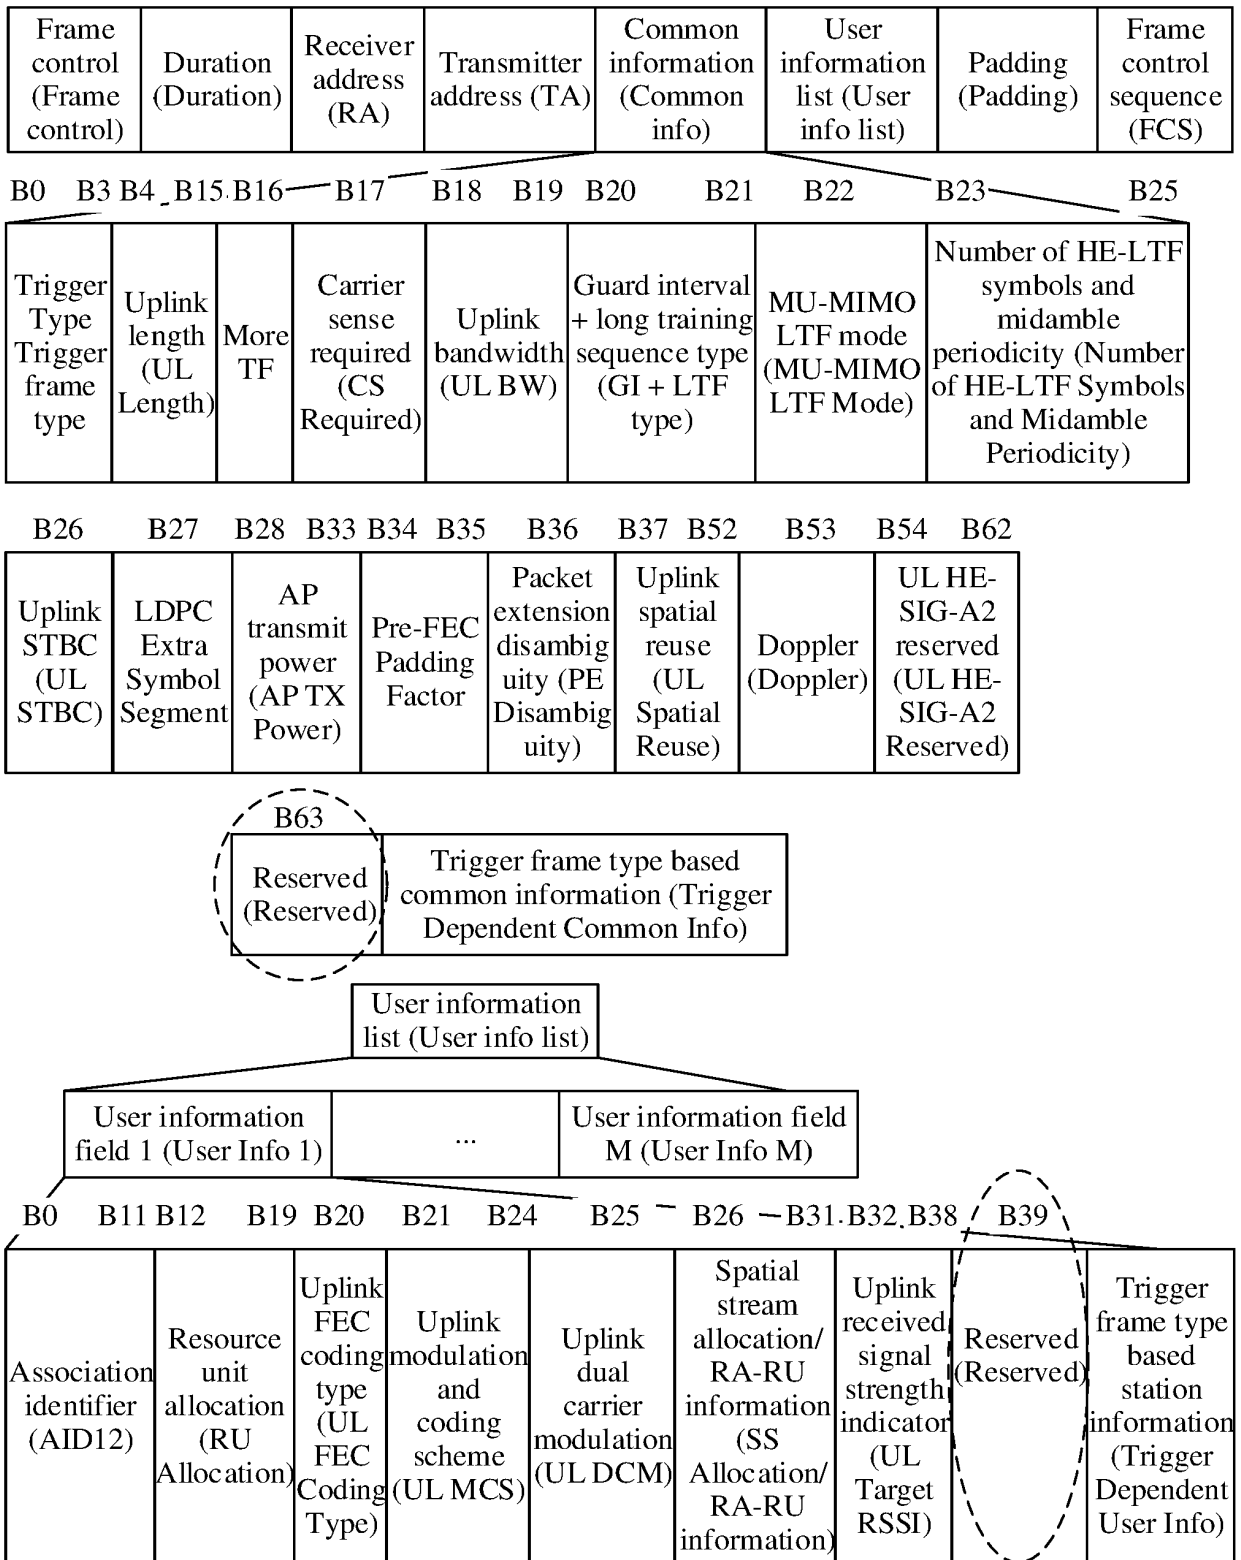 Frame
control
(Frame
control)
Duration
(Duration)
Receiver
address
(RA)
Transmitter
address (TA)
Common
information
(Common
info)
User
information
list (User
info list)
Padding
(Padding)
Frame
control
sequence
(FCS)
B0 B3 B4 B15 B16 B17 B18 B19 B20 B21 B22 B23 B25
Trigger
Type
Trigger
frame
type
Uplink
length
(UL
Length)
More
TF
Carrier
sense
required
(CS
Required)
Uplink
bandwidth
(UL BW)
Guard interval
+ long training
sequence type
(GI + LTF
type)
MU-MIMO
LTF mode
(MU-MIMO
LTF Mode)
Number of HE-LTF
symbols and
midamble
periodicity (Number
of HE-LTF Symbols
and Midamble
Periodicity)
B26 B27 B28 B33 B34 B35 B36 B37 B52 B53 B54 B62
Uplink
STBC
(UL
STBC)
LDPC
Extra
Symbol
Segment
AP
transmit
power
(AP TX
Power)
Pre-FEC
Padding
Factor
Packet
extension
disambig
uity (PE
Disambig
uity)
Uplink
spatial
reuse
(UL
Spatial
Reuse)
Doppler
(Doppler)
UL HE-
SIG-A2
reserved
(UL HE-
SIG-A2
Reserved)
B63
Reserved
(Reserved)
Trigger frame type based
common information (Trigger
Dependent Common Info)
User information
list (User info list)
User information
field 1 (User Info 1)
...
User information field
M (User Info M)
B0 B11 B12 B19 B20 B21 B24 B25 B26 B31 B32 B38 B39
Association
identifier
(AID12)
Resource
unit
allocation
(RU
Allocation)
Uplink
FEC
coding
type
(UL
FEC
Coding
Type)
Uplink
modulation
and
coding
scheme
(UL MCS)
Uplink
dual
carrier
modulation
(UL DCM)
Spatial
stream
allocation/
RA-RU
information
(SS
Allocation/
RA-RU
information)
Uplink
received
signal
strength
indicator
(UL
Target
RSSI)
Reserved
(Reserved)
Trigger
frame type
based
station
information
(Trigger
Dependent
User Info)